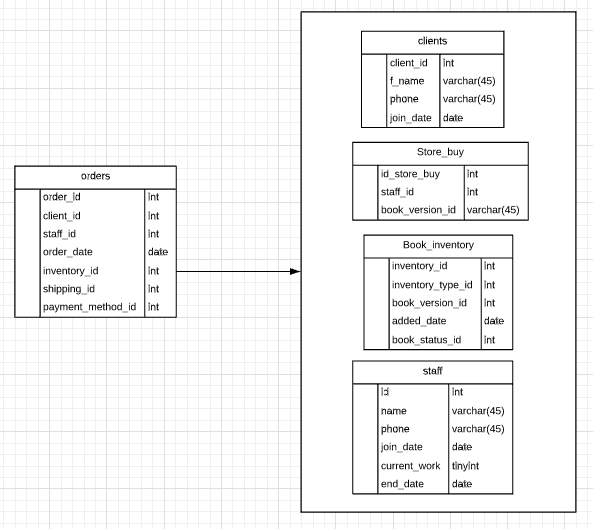 clients
client_id int
f_name varchar(45)
phone varchar(45)
join_date date
Store_buy
id_store_buy int
staff_id int
book_version_id varchar(45)
orders
order_id int
client_id int
staff_id int
order_date date
inventory_id int
shipping_id int
payment_method_id int
Book_inventory
inventory_id int
inventory_type_id int
book_version_id int
added_date date
book_status_id int
staff
id int
name varchar(45)
phone varchar(45)
join_date date
current_work tinyint
end_date date